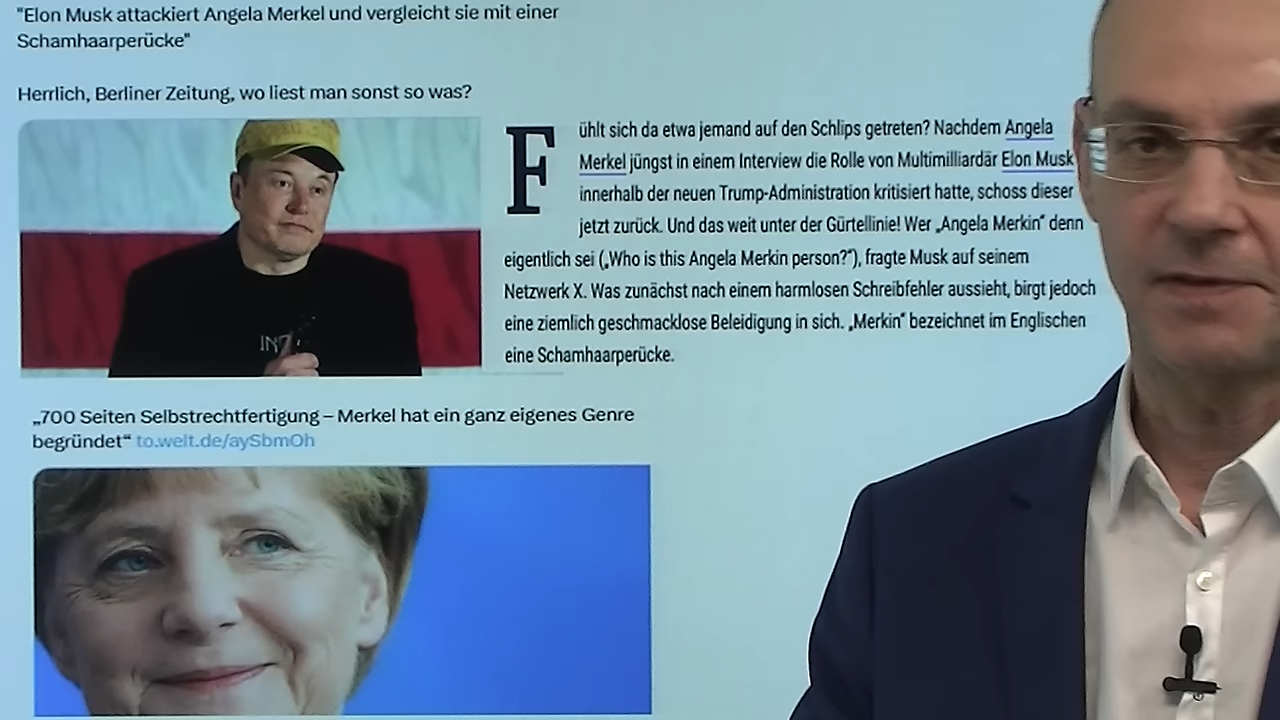 "Elon Musk attackiert Angela Merkel und vergleicht sie mit einer
Schamhaarperücke"
Herrlich, Berliner Zeitung, wo liest man sonst so was?
Fühlt sich da etwa jemand auf den Schlips getreten? Nachdem Angela
Merkel jüngst in einem Interview die Rolle von Multimilliardär Elon Musk
innerhalb der neuen Trump-Administration kritisiert hatte, schoss dieser
jetzt zurück. Und das weit unter der Gürtellinie! Wer „Angela Merkin“ denn
eigentlich sei („Who is this Angela Merkin person?“), fragte Musk auf seinem
Netzwerk X. Was zunächst nach einem harmlosen Schreibfehler aussieht, birgt jedoch
eine ziemlich geschmacklose Beleidigung in sich. „Merkin“ bezeichnet im Englischen
eine Schamhaarperücke.
„700 Seiten Selbstrechtfertigung – Merkel hat ein ganz eigenes Genre
begründet“ to.welt.de/aySbmOh